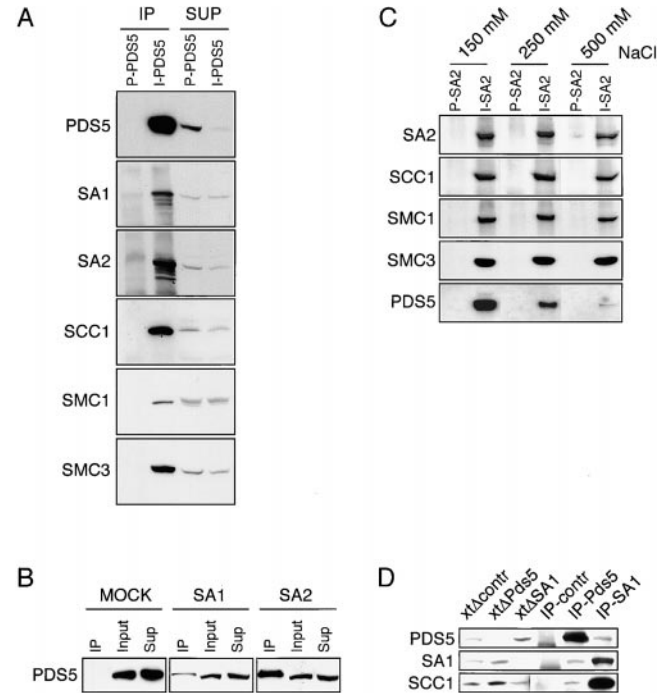 A
IP SUP
P-PDS5 I-PDS5 P-PDS5 I-PDS5
PDS5
SA1
SA2
SCC1
SMC1
SMC3
B
MOCK SA1 SA2
IP Input Sup IP Input Sup IP Input Sup
PDS5
C
150 mM 250 mM 500 mM NaCl
P-SA2 I-SA2 P-SA2 I-SA2 P-SA2 I-SA2
SA2
SCC1
SMC1
SMC3
PDS5
D
xtΔcontr xtΔPds5 xtΔSA1 IP-contr IP-Pds5 IP-SA1
PDS5
SA1
SCC1